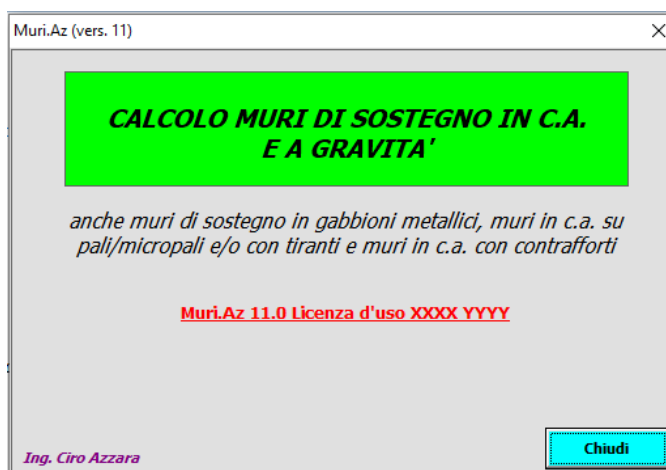 Muri.Az (vers. 11)
CALCOLO MURI DI SOSTEGNO IN C.A.
E A GRAVITA'
anche muri di sostegno in gabbioni metallici, muri in c.a. su
pali/micropali e/o con tiranti e muri in c.a. con contrafforti
Muri.Az 11.0 Licenza d'uso XXXX YYYY
Ing. Ciro Azzara
Chiudi